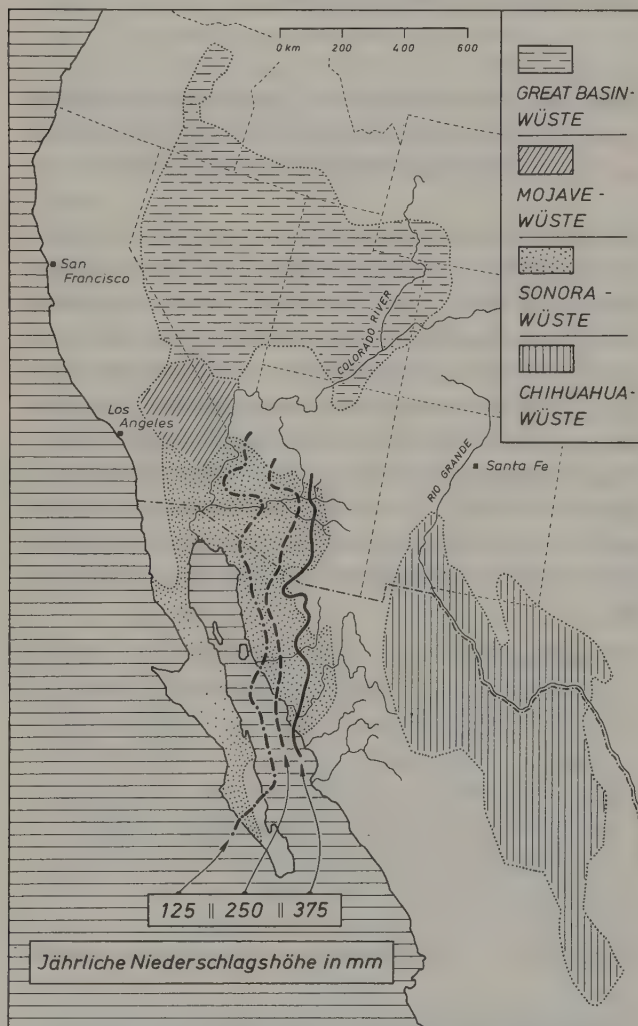 0 km 200 400 600
GREAT BASIN-
WÜSTE
MOJAVE-
WÜSTE
SONORA-
WÜSTE
CHIHUAHUA-
WÜSTE
San
Francisco
COLORADO RIVER
Los
Angeles
RIO GRANDE
Santa Fe
125 || 250 || 375
Jährliche Niederschlagshöhe in mm